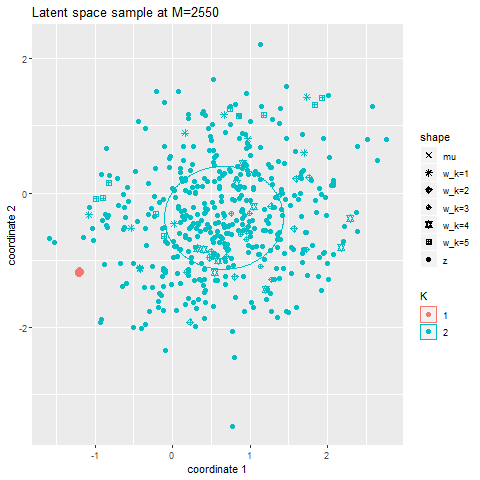 Latent space sample at M=2550
2
0
-2
-1
0
1
2
coordinate 1
coordinate 2
shape
mu
w_k=1
w_k=2
w_k=3
w_k=4
w_k=5
z
K
1
2